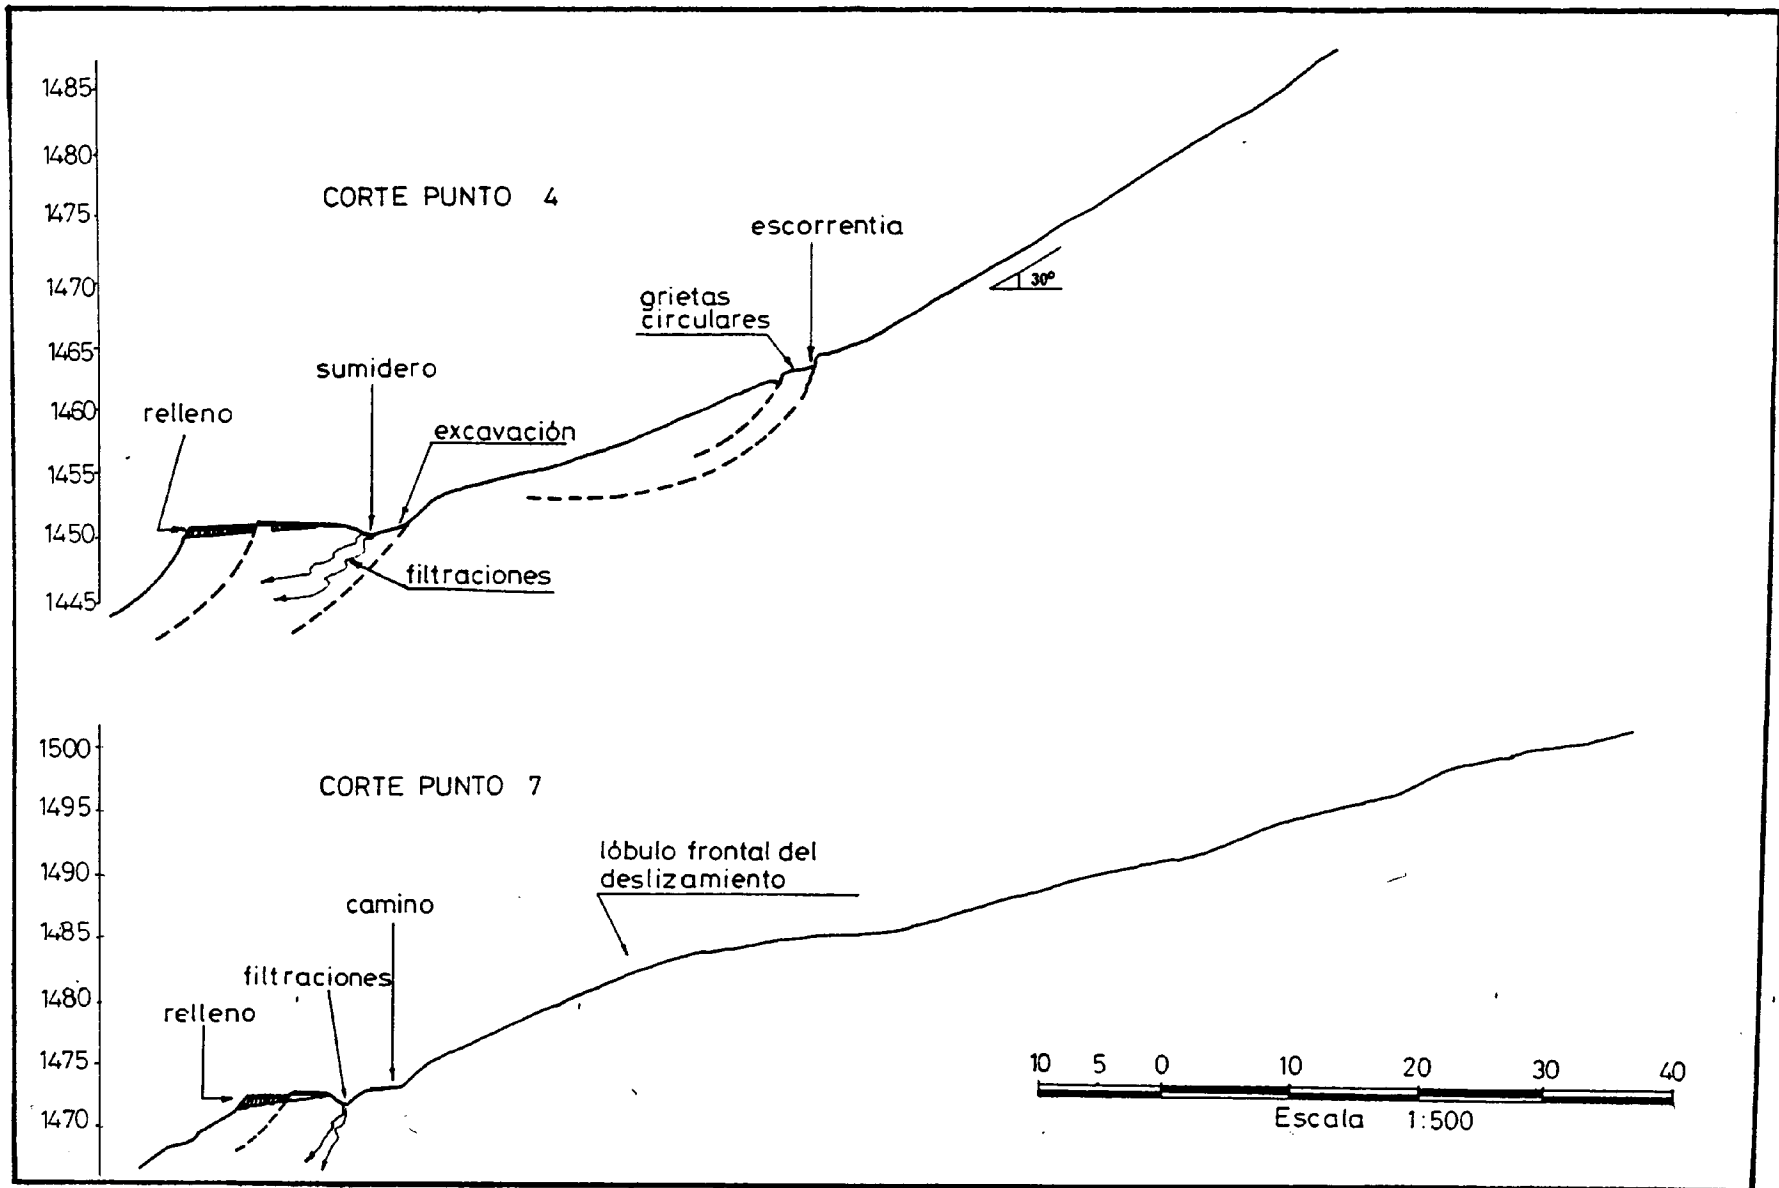 1485
1480
CORTE PUNTO 4
1475
escorrentia
1470
30º
grietas
circulares
1465
sumidero
1460
relleno
excavación
1455
1450
filtraciones
1445
1500
CORTE PUNTO 7
1495
lóbulo frontal del
deslizamiento
1490
camino
1485
filtraciones
1480
relleno
1475
10 5 0 10 20 30 40
1470
Escala 1:500